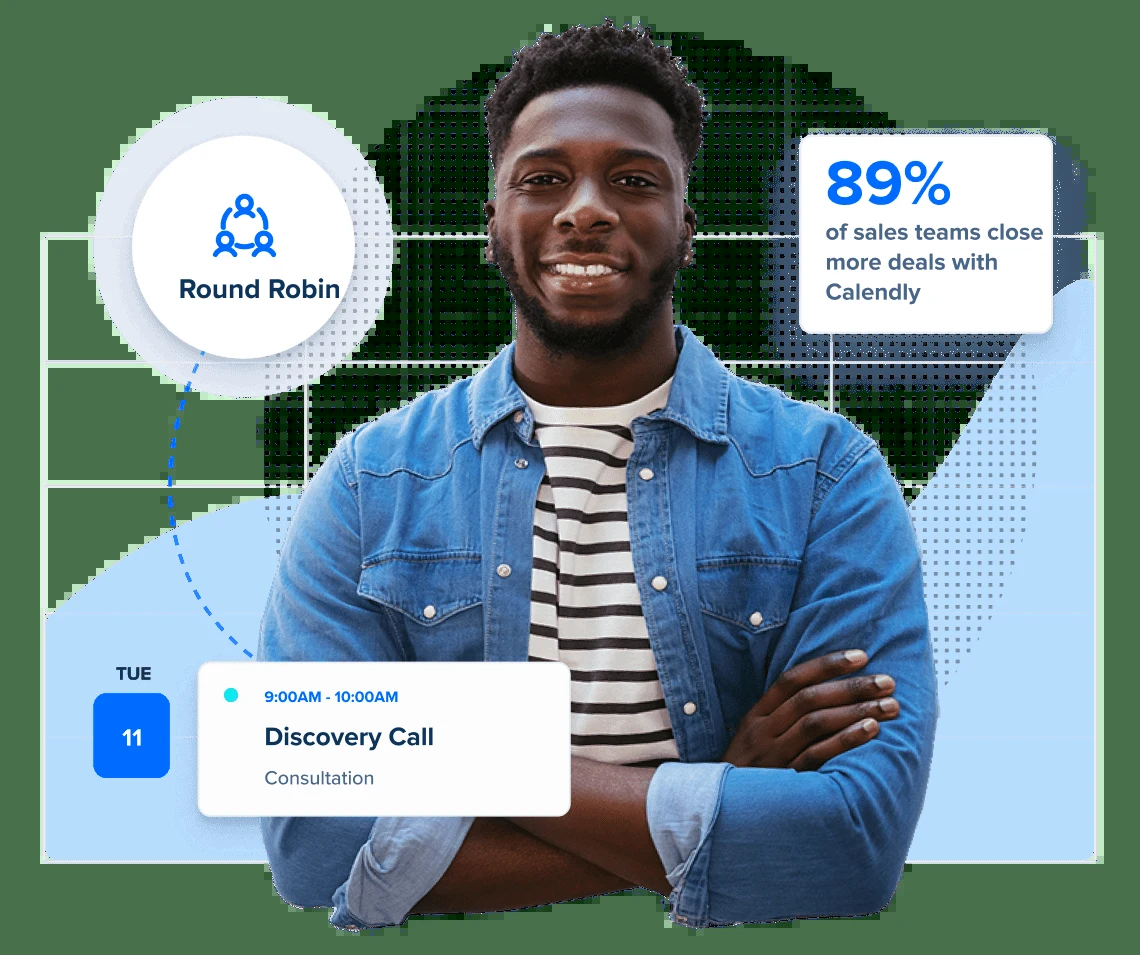 Round Robin
89%
of sales teams close
more deals with
Calendly
TUE
11
9:00AM - 10:00AM
Discovery Call
Consultation